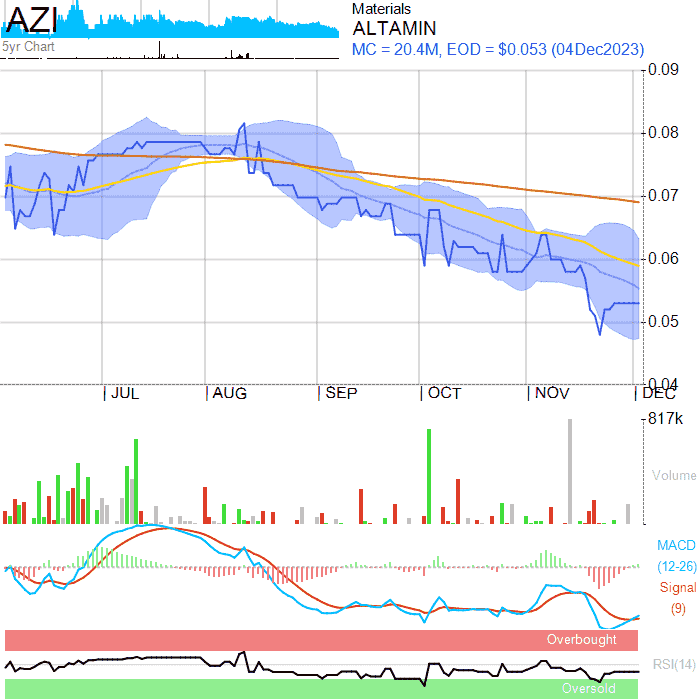 AZI
5yr Chart
Materials
ALTAMIN
MC = 20.4M, EOD = $0.053 (04Dec2023)
0.09
0.08
0.07
0.06
0.05
0.04
JUL AUG SEP OCT NOV DEC
817k
Volume
MACD
(12-26)
Signal
(9)
Overbought
RSI(14)
Oversold